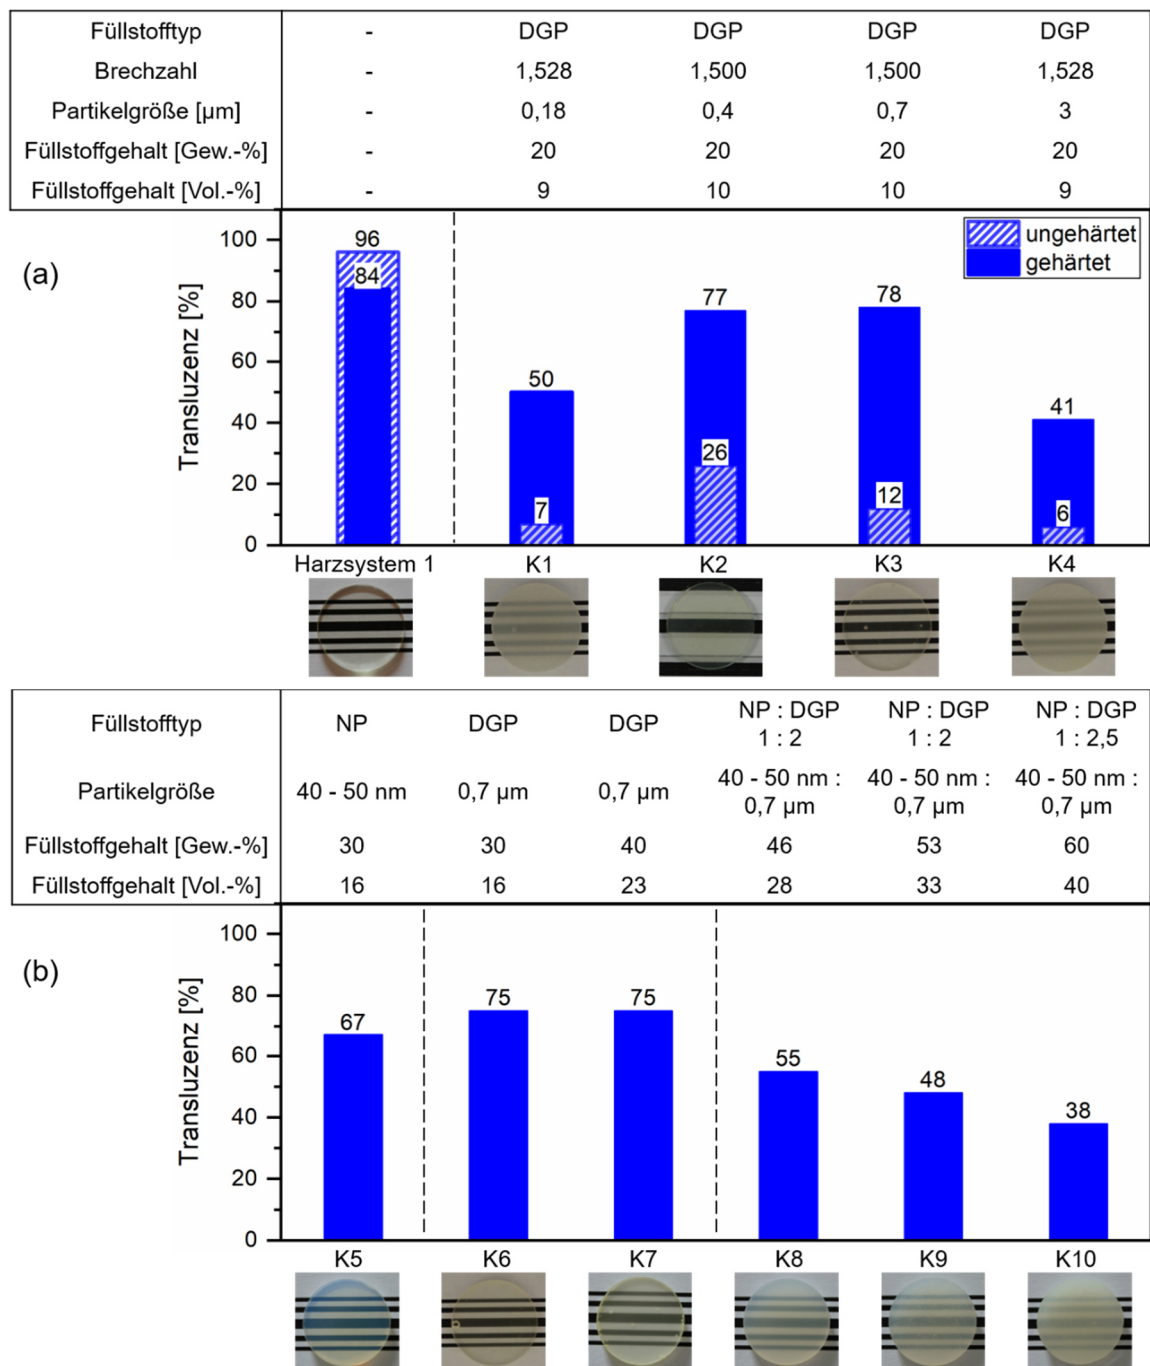 Füllstofftyp - DGP DGP DGP DGP
Brechzahl - 1,528 1,500 1,500 1,528
Partikelgröße [µm] - 0,18 0,4 0,7 3
Füllstoffgehalt [Gew.-%] - 20 20 20 20
Füllstoffgehalt [Vol.-%] - 9 10 10 9
(a)
Transluzenz [%]
100
80
60
40
20
0
ungehärtet
gehärtet
96
84
50
7
77
26
78
12
41
6
Harzsystem 1 K1 K2 K3 K4
Füllstofftyp NP DGP DGP NP : DGP 1 : 2 NP : DGP 1 : 2 NP : DGP 1 : 2,5
Partikelgröße 40 - 50 nm 0,7 µm 0,7 µm 40 - 50 nm : 0,7 µm 40 - 50 nm : 0,7 µm 40 - 50 nm : 0,7 µm
Füllstoffgehalt [Gew.-%] 30 30 40 46 53 60
Füllstoffgehalt [Vol.-%] 16 16 23 28 33 40
(b)
Transluzenz [%]
100
80
60
40
20
0
67
75
75
55
48
38
K5 K6 K7 K8 K9 K10